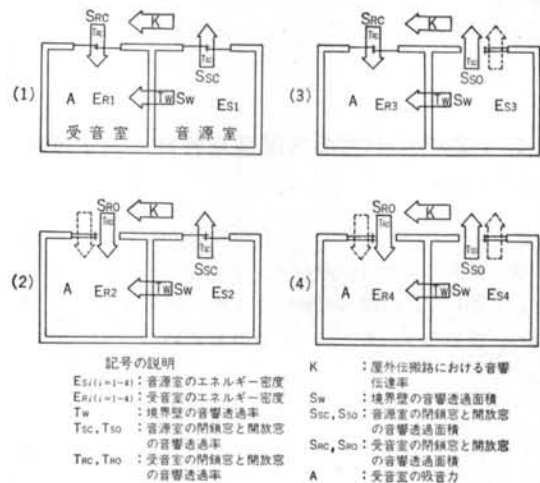 SRC
K
TRC
TSC
SSC
(1)
A
ER1
TW
SW
ES1
受音室
音源室
SRC
K
TRC
TSO
SSO
(3)
A
ER3
TW
SW
ES3
SRO
K
TRO
TSC
SSC
(2)
A
ER2
TW
SW
ES2
SRO
K
TRO
TSO
SSO
(4)
A
ER4
TW
SW
ES4
記号の説明
ESi(i=1-4)：音源室のエネルギー密度
ERi(i=1-4)：受音室のエネルギー密度
TW：境界壁の音響透過率
TSC,TSO：音源室の閉鎖窓と開放窓
の音響透過率
TRC,TRO：受音室の閉鎖窓と開放窓
の音響透過率
K：屋外伝搬路における音響
伝達率
SW：境界壁の音響透過面積
SSC,SSO：音源室の閉鎖窓と開放窓
の音響透過面積
SRC,SRO：受音室の閉鎖窓と開放窓
の音響透過面積
A：受音室の吸音力